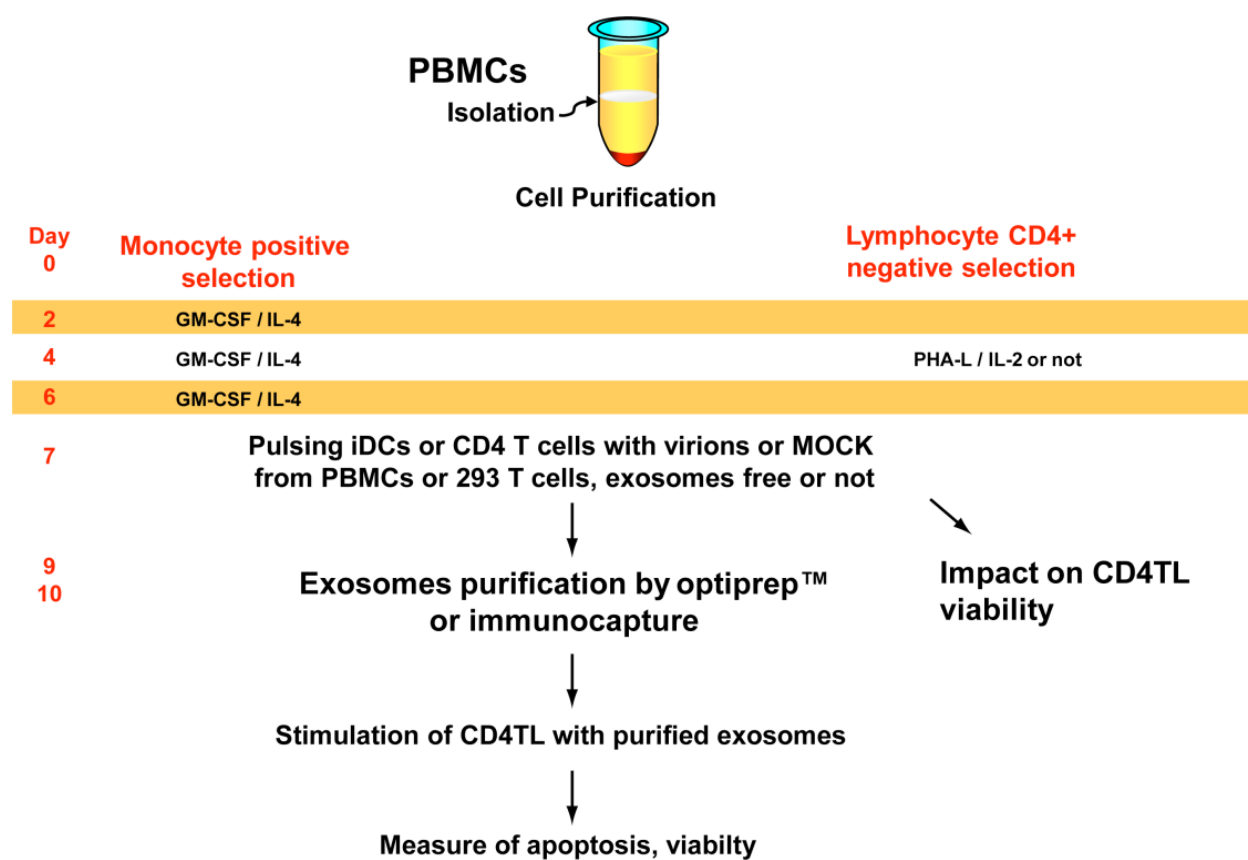 PBMCs
Isolation
Cell Purification
Day
0
Monocyte positive
selection
Lymphocyte CD4+
negative selection
2
GM-CSF / IL-4
4
GM-CSF / IL-4
PHA-L / IL-2 or not
6
GM-CSF / IL-4
7
Pulsing iDCs or CD4 T cells with virions or MOCK
from PBMCs or 293 T cells, exosomes free or not
9
10
Exosomes purification by optiprep™
or immunocapture
Impact on CD4TL
viability
Stimulation of CD4TL with purified exosomes
Measure of apoptosis, viabilty